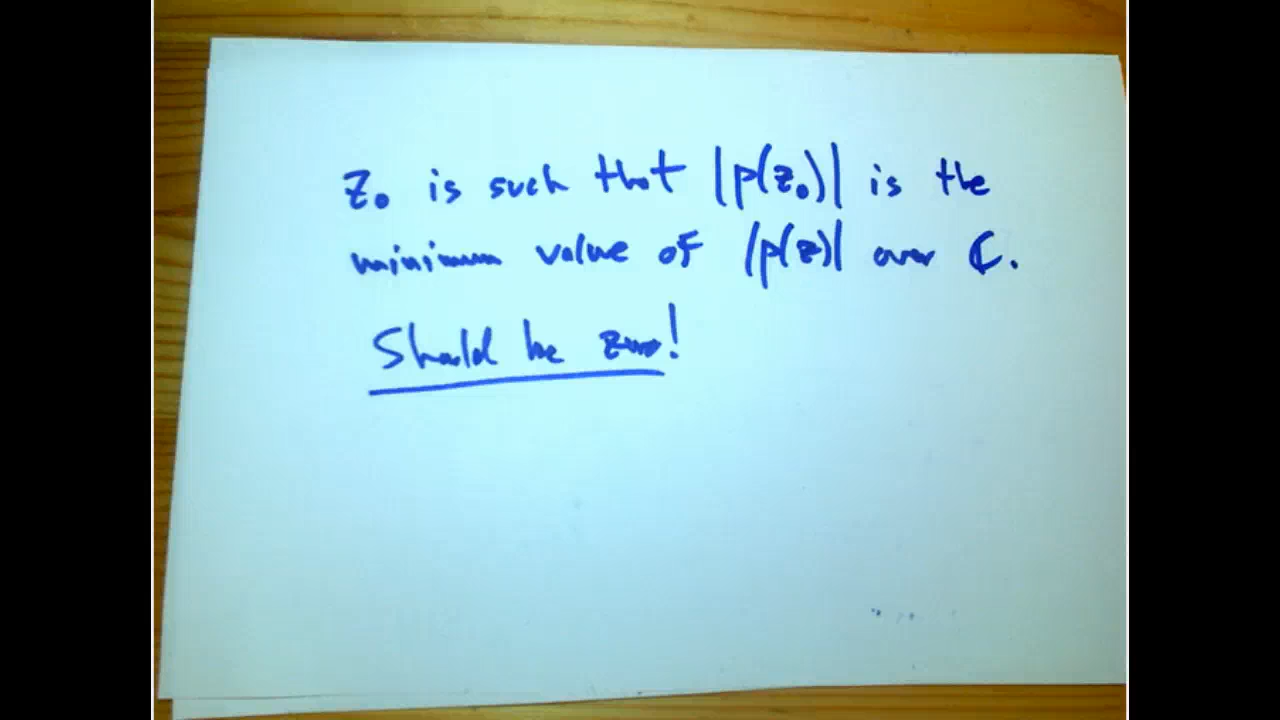 z₀ is such that |p(z₀)| is the
minimum value of |p(z)| over ℂ.
Should be zero!